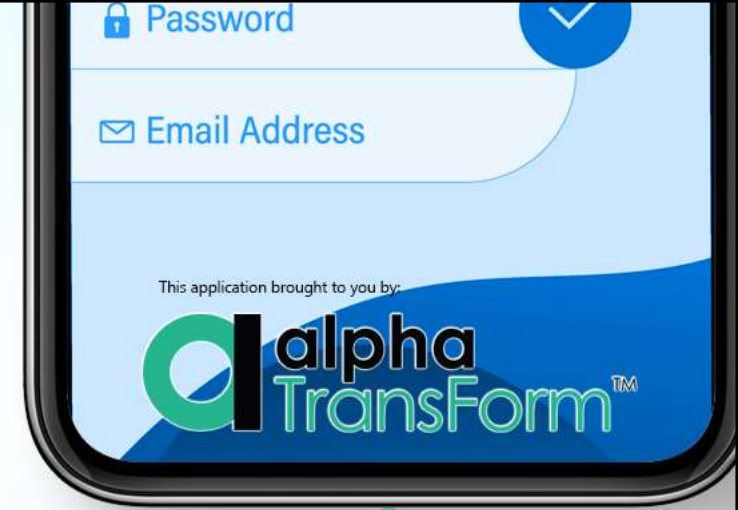 Password
Email Address
This application brought to you by:
alpha
TransForm™